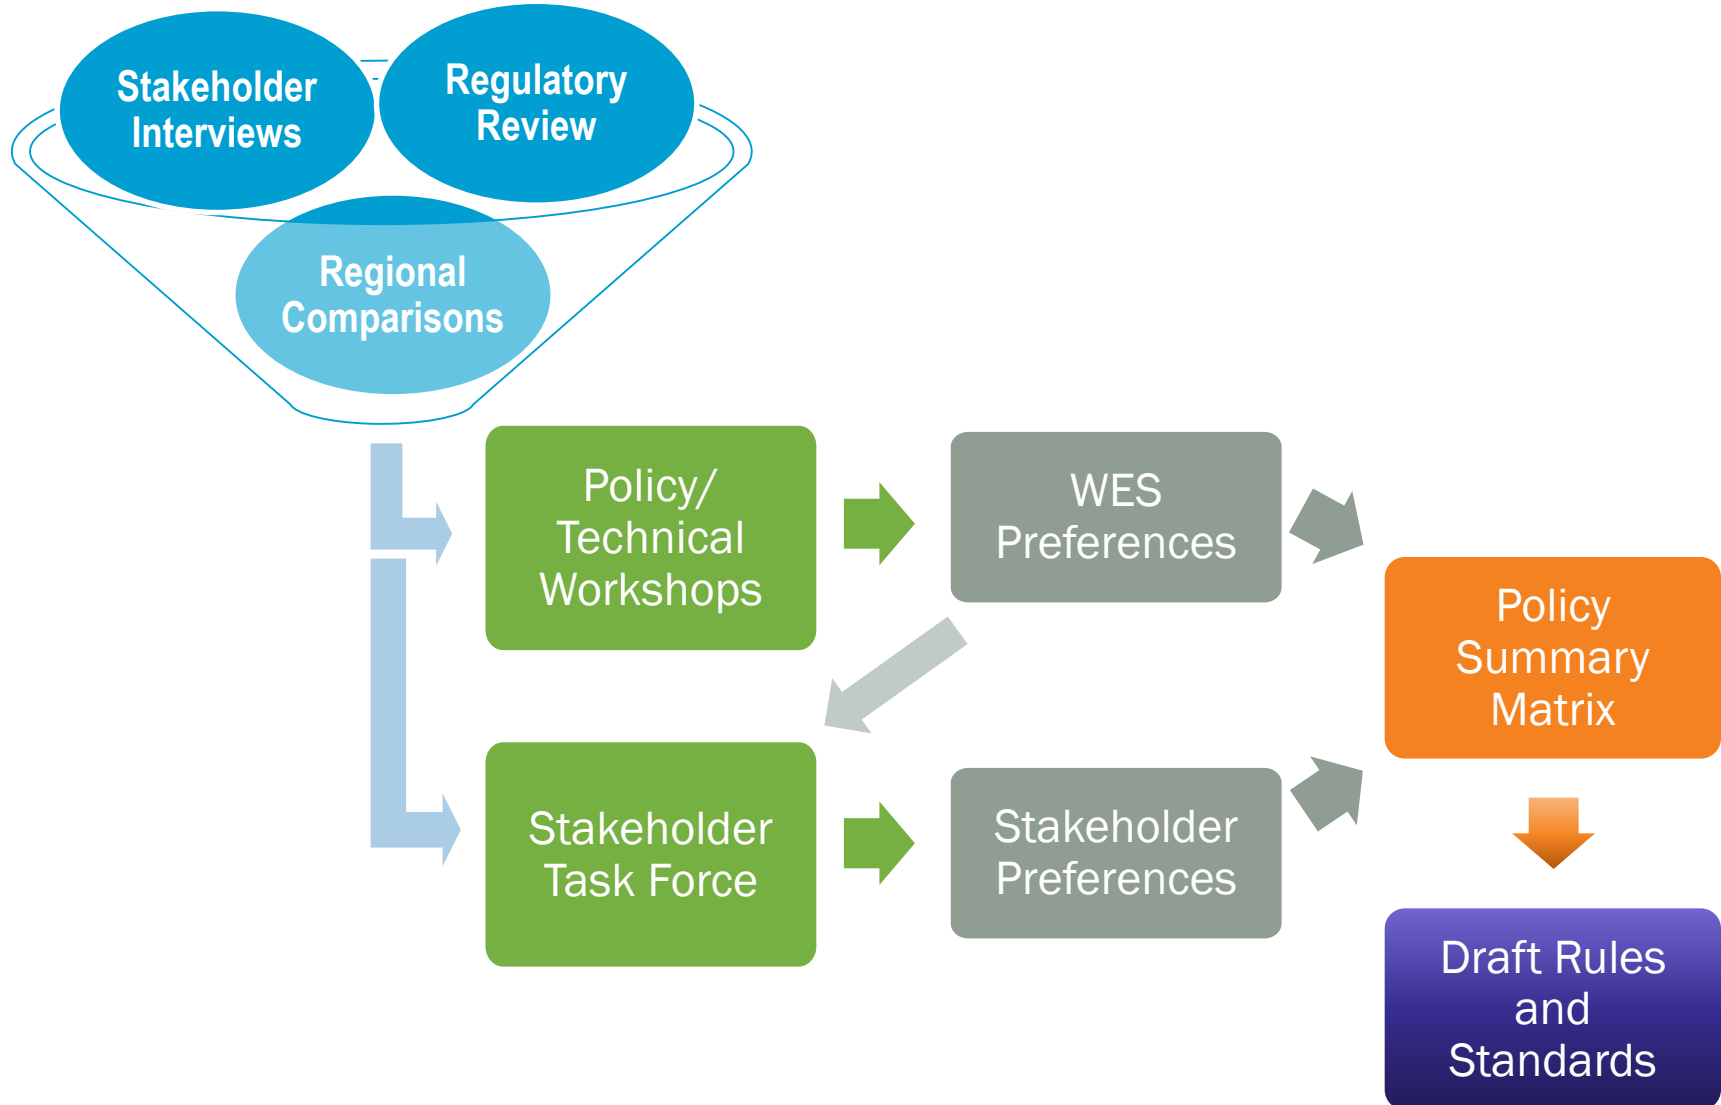 Stakeholder
Interviews
Regulatory
Review
Regional
Comparisons
Policy/
Technical
Workshops
WES
Preferences
Policy
Summary
Matrix
Stakeholder
Task Force
Stakeholder
Preferences
Draft Rules
and
Standards